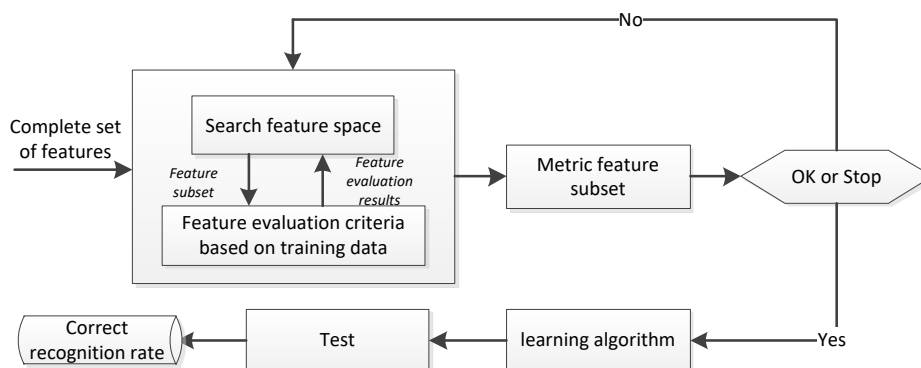 No
Complete set
of features
Search feature space
Feature
subset
Feature
evaluation
results
Feature evaluation criteria
based on training data
Metric feature
subset
OK or Stop
Correct
recognition rate
Test
learning algorithm
Yes